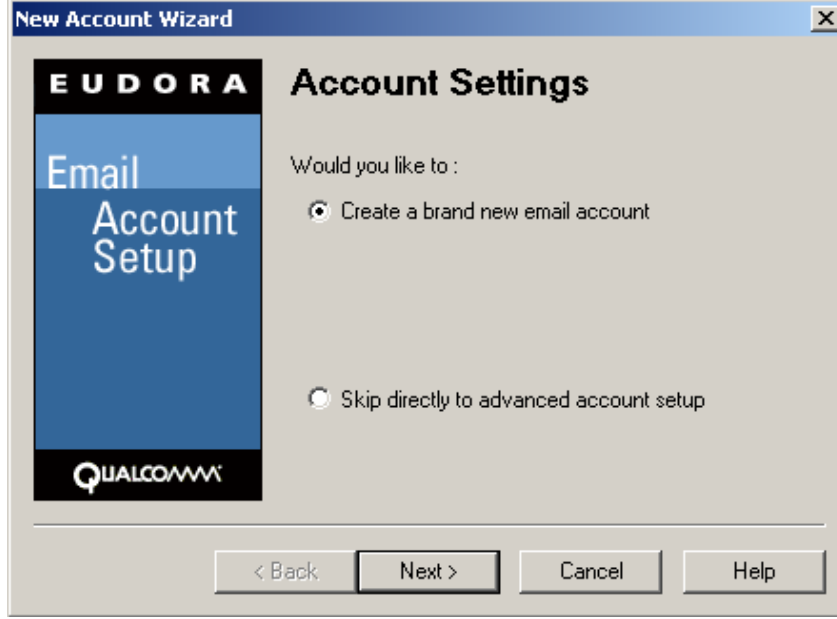 New Account Wizard
EUDORA
Email
Account
Setup
QUALCOMM
Account Settings
Would you like to :
Create a brand new email account
Skip directly to advanced account setup
< Back
Next >
Cancel
Help